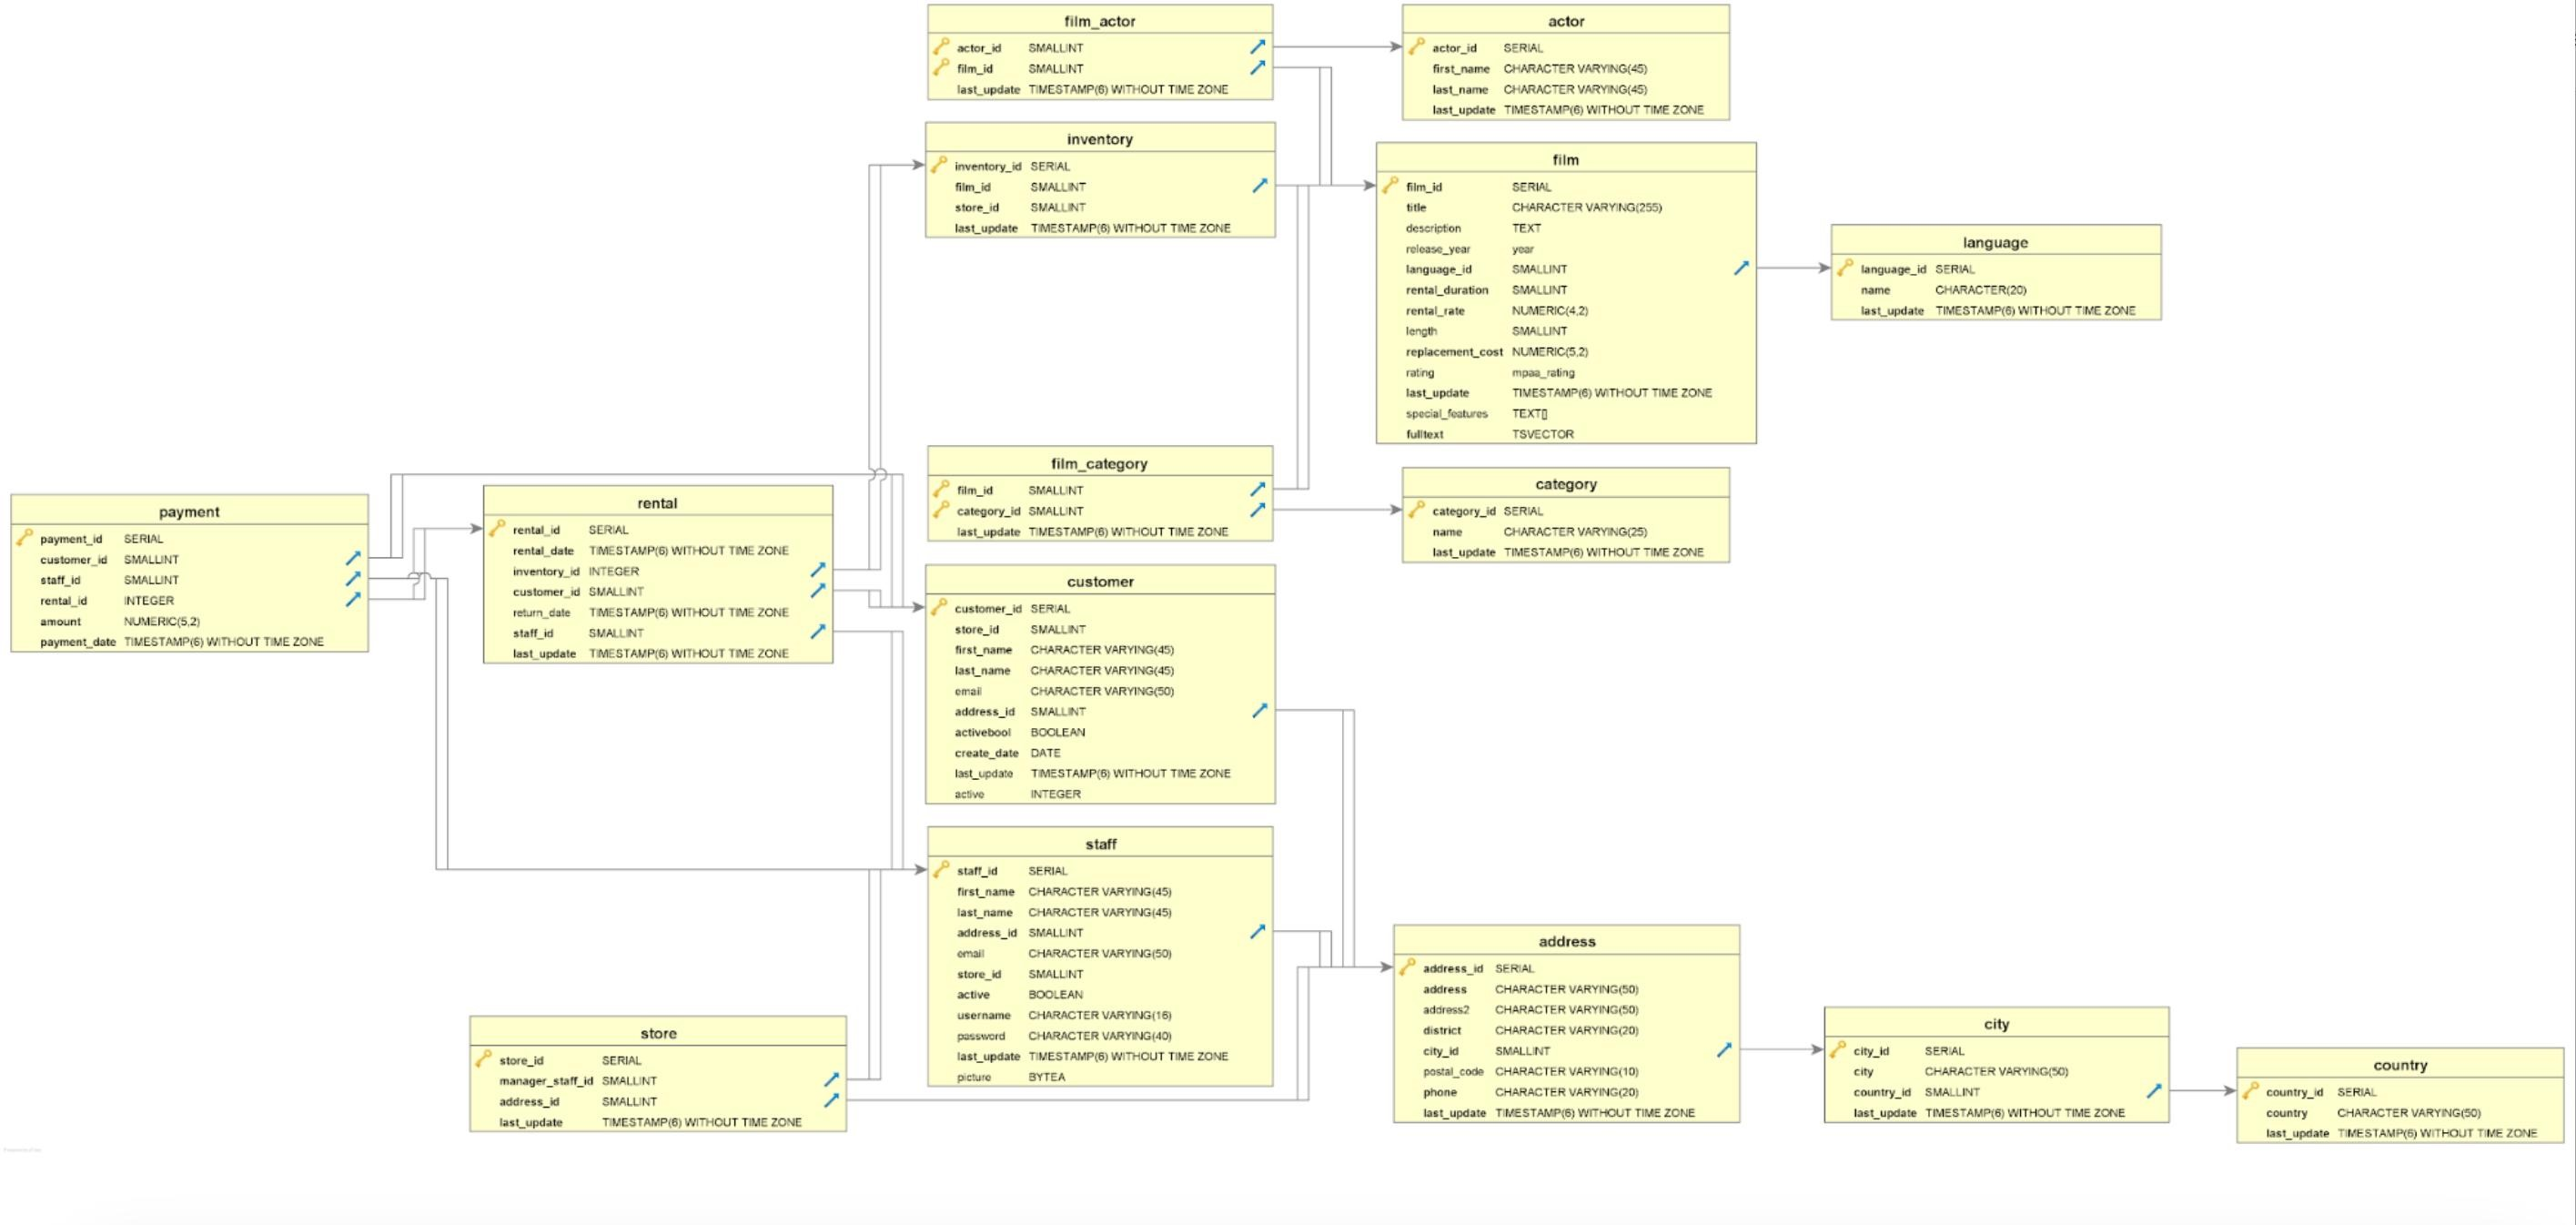 film_actor
actor_id SMALLINT
film_id SMALLINT
last_update TIMESTAMP(6) WITHOUT TIME ZONE
actor
actor_id SERIAL
first_name CHARACTER VARYING(45)
last_name CHARACTER VARYING(45)
last_update TIMESTAMP(6) WITHOUT TIME ZONE
inventory
inventory_id SERIAL
film_id SMALLINT
store_id SMALLINT
last_update TIMESTAMP(6) WITHOUT TIME ZONE
film
film_id SERIAL
title CHARACTER VARYING(255)
description TEXT
release_year year
language_id SMALLINT
rental_duration SMALLINT
rental_rate NUMERIC(4,2)
length SMALLINT
replacement_cost NUMERIC(5,2)
rating mpaa_rating
last_update TIMESTAMP(6) WITHOUT TIME ZONE
special_features TEXT[]
fulltext TSVECTOR
language
language_id SERIAL
name CHARACTER(20)
last_update TIMESTAMP(6) WITHOUT TIME ZONE
film_category
film_id SMALLINT
category_id SMALLINT
last_update TIMESTAMP(6) WITHOUT TIME ZONE
category
category_id SERIAL
name CHARACTER VARYING(25)
last_update TIMESTAMP(6) WITHOUT TIME ZONE
payment
payment_id SERIAL
customer_id SMALLINT
staff_id SMALLINT
rental_id INTEGER
amount NUMERIC(5,2)
payment_date TIMESTAMP(6) WITHOUT TIME ZONE
rental
rental_id SERIAL
rental_date TIMESTAMP(6) WITHOUT TIME ZONE
inventory_id INTEGER
customer_id SMALLINT
return_date TIMESTAMP(6) WITHOUT TIME ZONE
staff_id SMALLINT
last_update TIMESTAMP(6) WITHOUT TIME ZONE
customer
customer_id SERIAL
store_id SMALLINT
first_name CHARACTER VARYING(45)
last_name CHARACTER VARYING(45)
email CHARACTER VARYING(50)
address_id SMALLINT
activebool BOOLEAN
create_date DATE
last_update TIMESTAMP(6) WITHOUT TIME ZONE
active INTEGER
staff
staff_id SERIAL
first_name CHARACTER VARYING(45)
last_name CHARACTER VARYING(45)
address_id SMALLINT
email CHARACTER VARYING(50)
store_id SMALLINT
active BOOLEAN
username CHARACTER VARYING(16)
password CHARACTER VARYING(40)
last_update TIMESTAMP(6) WITHOUT TIME ZONE
picture BYTEA
store
store_id SERIAL
manager_staff_id SMALLINT
address_id SMALLINT
last_update TIMESTAMP(6) WITHOUT TIME ZONE
address
address_id SERIAL
address CHARACTER VARYING(50)
address2 CHARACTER VARYING(50)
district CHARACTER VARYING(20)
city_id SMALLINT
postal_code CHARACTER VARYING(10)
phone CHARACTER VARYING(20)
last_update TIMESTAMP(6) WITHOUT TIME ZONE
city
city_id SERIAL
city CHARACTER VARYING(50)
country_id SMALLINT
last_update TIMESTAMP(6) WITHOUT TIME ZONE
country
country_id SERIAL
country CHARACTER VARYING(50)
last_update TIMESTAMP(6) WITHOUT TIME ZONE